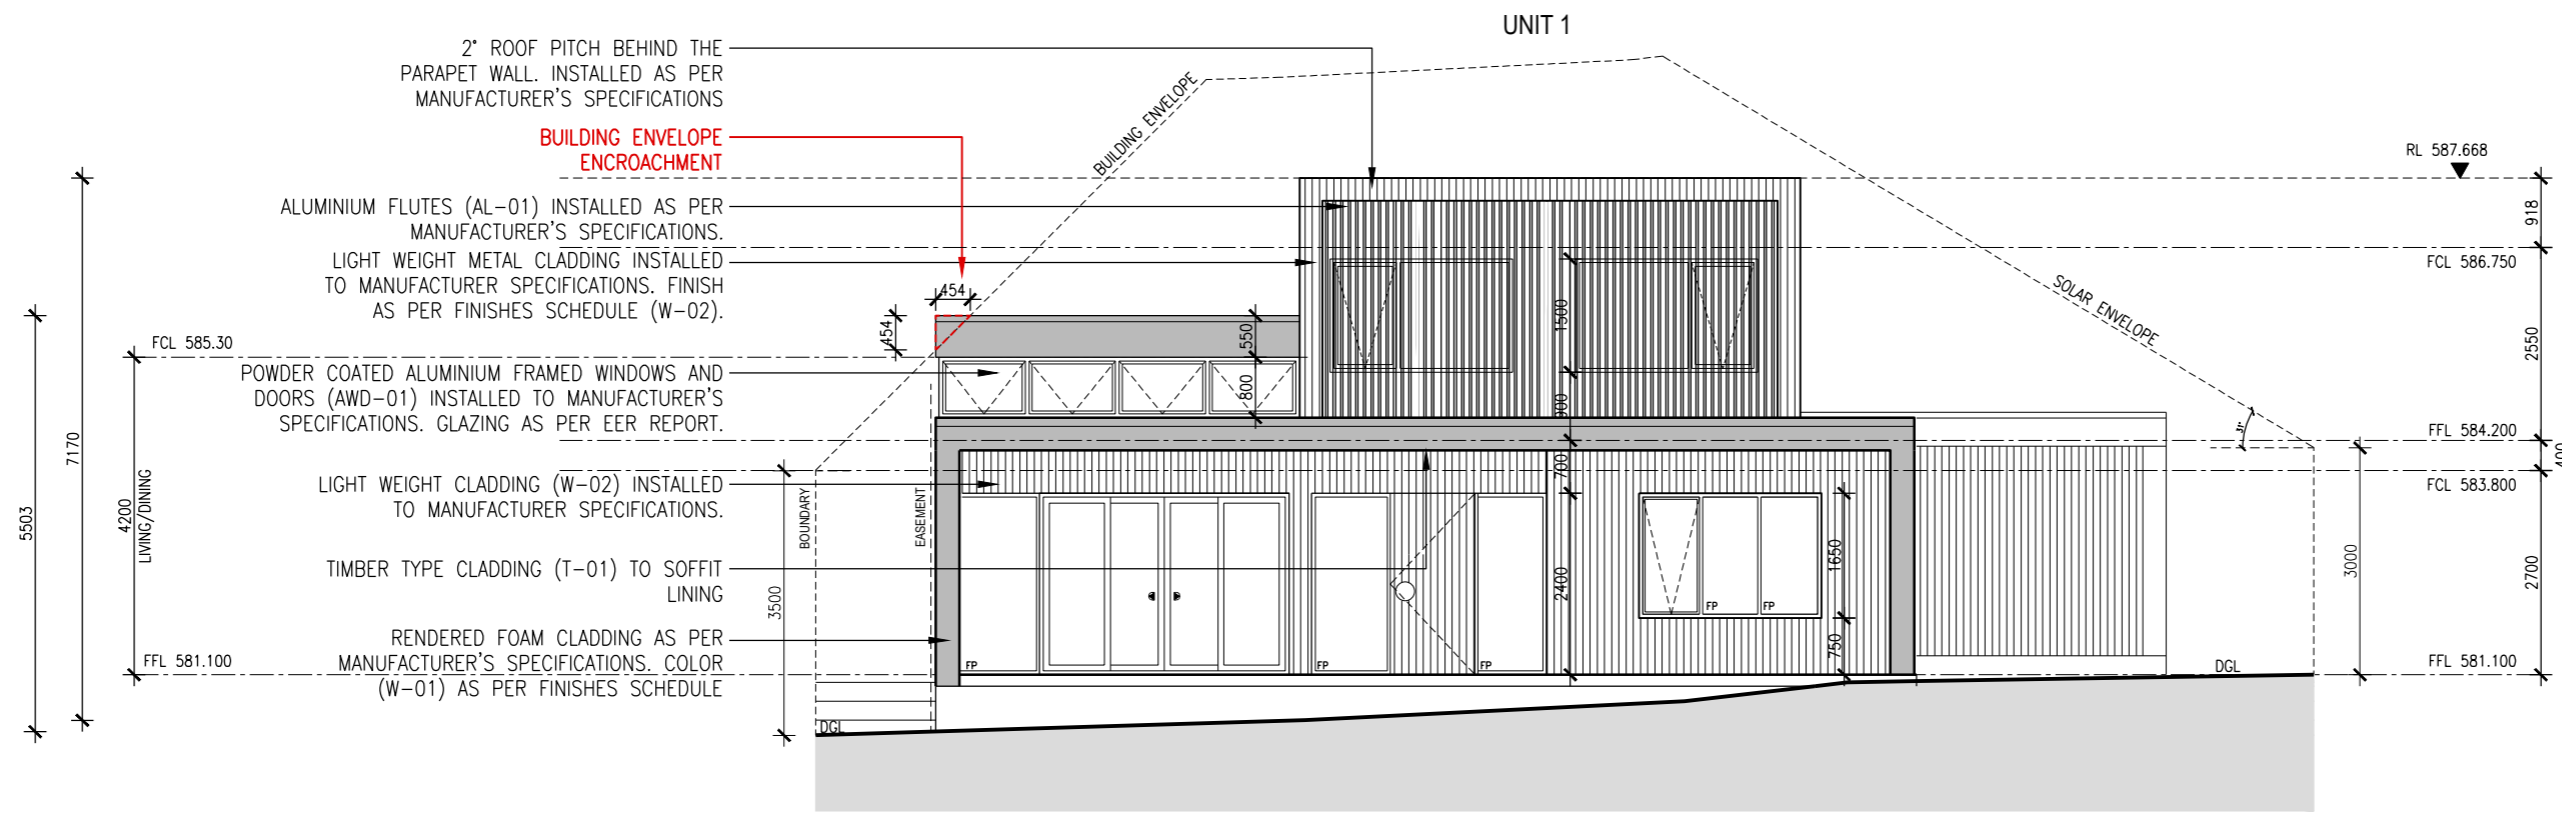 UNIT 1
2° ROOF PITCH BEHIND THE
PARAPET WALL. INSTALLED AS PER
MANUFACTURER'S SPECIFICATIONS
BUILDING ENVELOPE
ENCROACHMENT
ALUMINIUM FLUTES (AL-01) INSTALLED AS PER
MANUFACTURER'S SPECIFICATIONS.
LIGHT WEIGHT METAL CLADDING INSTALLED
TO MANUFACTURER SPECIFICATIONS. FINISH
AS PER FINISHES SCHEDULE (W-02).
FCL 585.30
POWDER COATED ALUMINIUM FRAMED WINDOWS AND
DOORS (AWD-01) INSTALLED TO MANUFACTURER'S
SPECIFICATIONS. GLAZING AS PER EER REPORT.
LIGHT WEIGHT CLADDING (W-02) INSTALLED
TO MANUFACTURER SPECIFICATIONS.
TIMBER TYPE CLADDING (T-01) TO SOFFIT
LINING
RENDERED FOAM CLADDING AS PER
MANUFACTURER'S SPECIFICATIONS. COLOR
(W-01) AS PER FINISHES SCHEDULE
FFL 581.100
5503
7170
4200
LIVING/DINING
3500
BOUNDARY
EASEMENT
454
454
BUILDING ENVELOPE
550
800
1500
900
700
2400
1650
750
FP
FP
FP
FP
FP
DGL
DGL
SOLAR ENVELOPE
31°
3000
RL 587.668
918
FCL 586.750
2550
FFL 584.200
400
FCL 583.800
2700
FFL 581.100